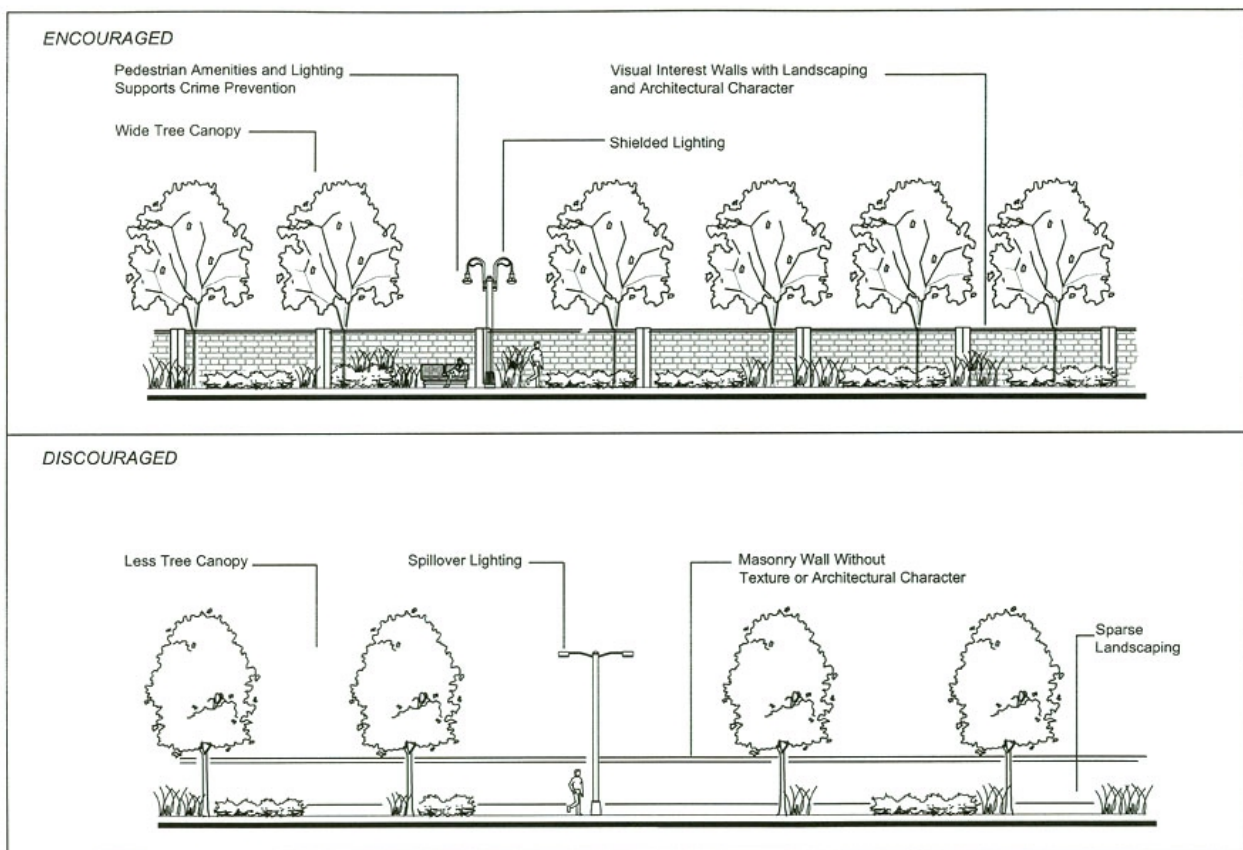 ENCOURAGED
Pedestrian Amenities and Lighting
Supports Crime Prevention
Visual Interest Walls with Landscaping
and Architectural Character
Wide Tree Canopy
Shielded Lighting
DISCOURAGED
Less Tree Canopy
Spillover Lighting
Masonry Wall Without
Texture or Architectural Character
Sparse
Landscaping